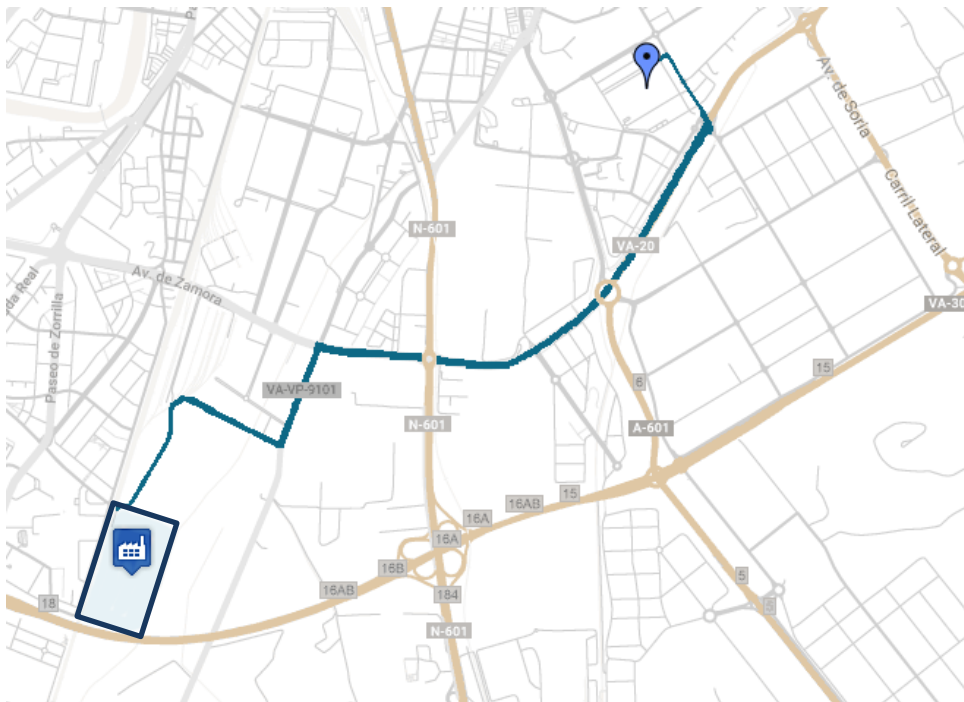 Av. de Soria
Carril Lateral
N-601
VA-20
Av. de Zamora
da Real
Paseo de Zorrilla
VA-30
15
VA-VP-9101
6
N-601
A-601
15
16AB
16A
16A
16B
5
16AB
184
18
3
N-601